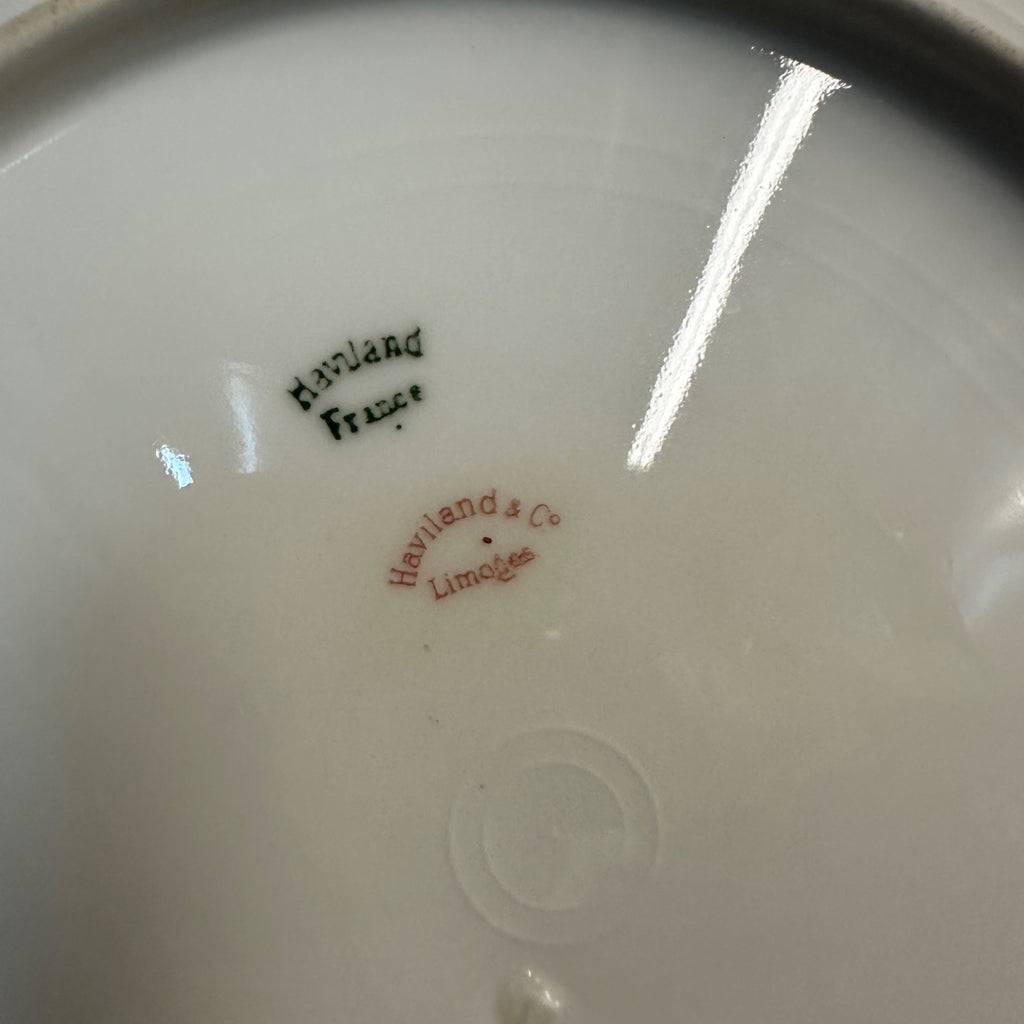 Haviland
France
Haviland & Co
Limoges